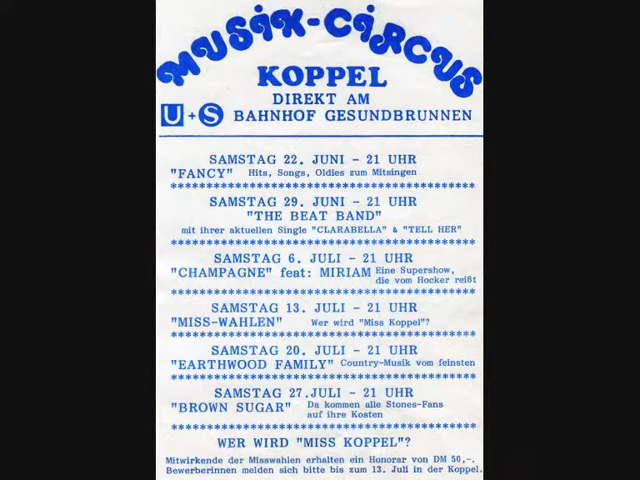 MUSIK-CIRCUS
KOPPEL
DIREKT AM
U + S BAHNHOF GESUNDBRUNNEN
SAMSTAG 22. JUNI - 21 UHR
"FANCY" Hits, Songs, Oldies zum Mitsingen
**********************************************
SAMSTAG 29. JUNI - 21 UHR
"THE BEAT BAND"
mit ihrer aktuellen Single "CLARABELLA" & "TELL HER"
**********************************************
SAMSTAG 6. JULI - 21 UHR
"CHAMPAGNE" feat: MIRIAM Eine Supershow,
die vom Hocker reißt
**********************************************
SAMSTAG 13. JULI - 21 UHR
"MISS-WAHLEN" Wer wird "Miss Koppel"?
**********************************************
SAMSTAG 20. JULI - 21 UHR
"EARTHWOOD FAMILY" Country-Musik vom feinsten
**********************************************
SAMSTAG 27.JULI - 21 UHR
"BROWN SUGAR" Da kommen alle Stones-Fans
auf ihre Kosten
**********************************************
WER WIRD "MISS KOPPEL"?
Mitwirkende der Misswahlen erhalten ein Honorar von DM 50,-.
Bewerberinnen melden sich bitte bis zum 13. Juli in der Koppel.